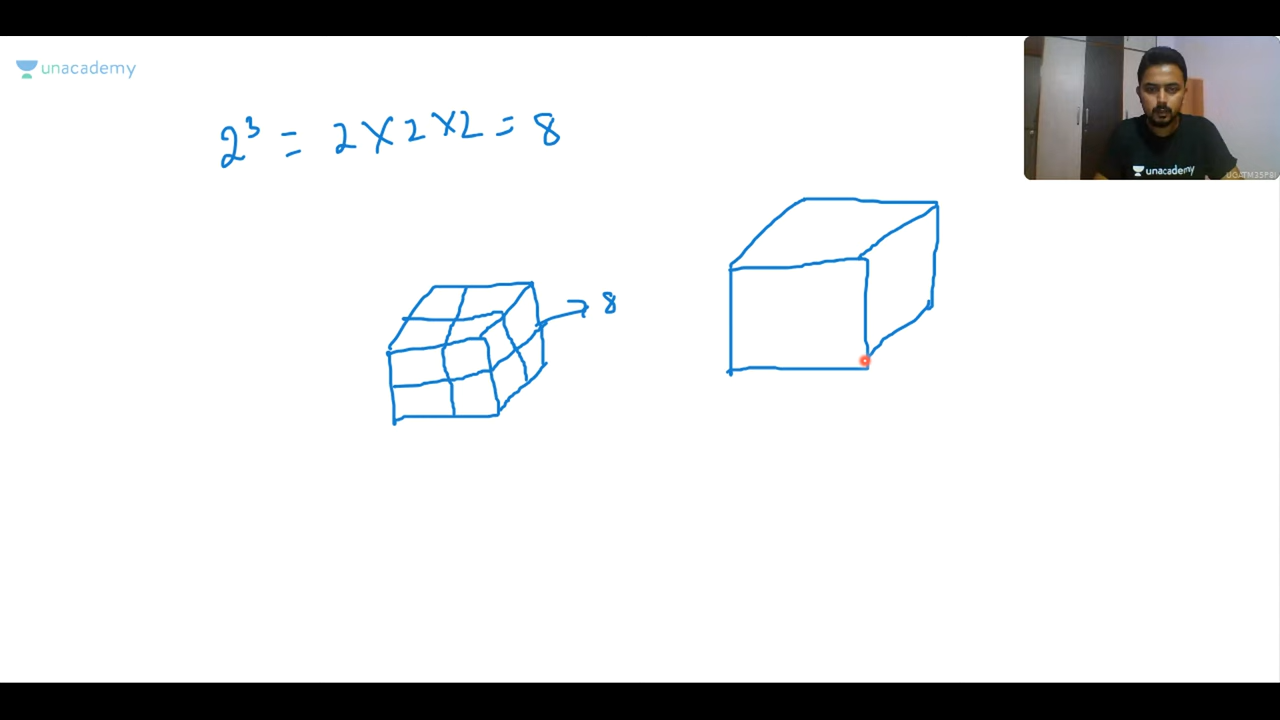 unacademy
2³ = 2 × 2 × 2 = 8
→ 8
unacademy